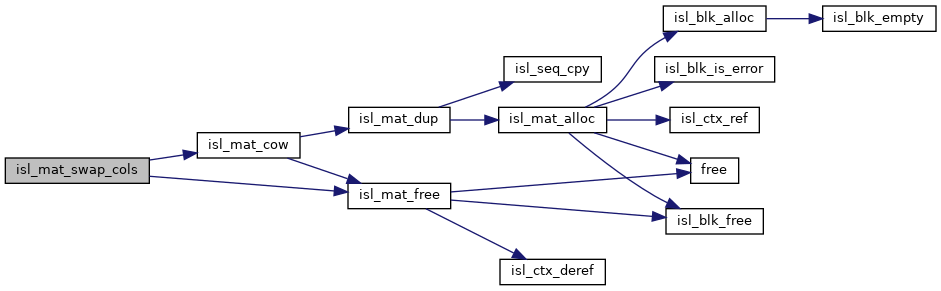 isl_mat_swap_cols
isl_mat_cow
isl_mat_dup
isl_mat_free
isl_seq_cpy
isl_mat_alloc
isl_ctx_deref
isl_blk_alloc
isl_blk_is_error
isl_ctx_ref
free
isl_blk_free
isl_blk_empty